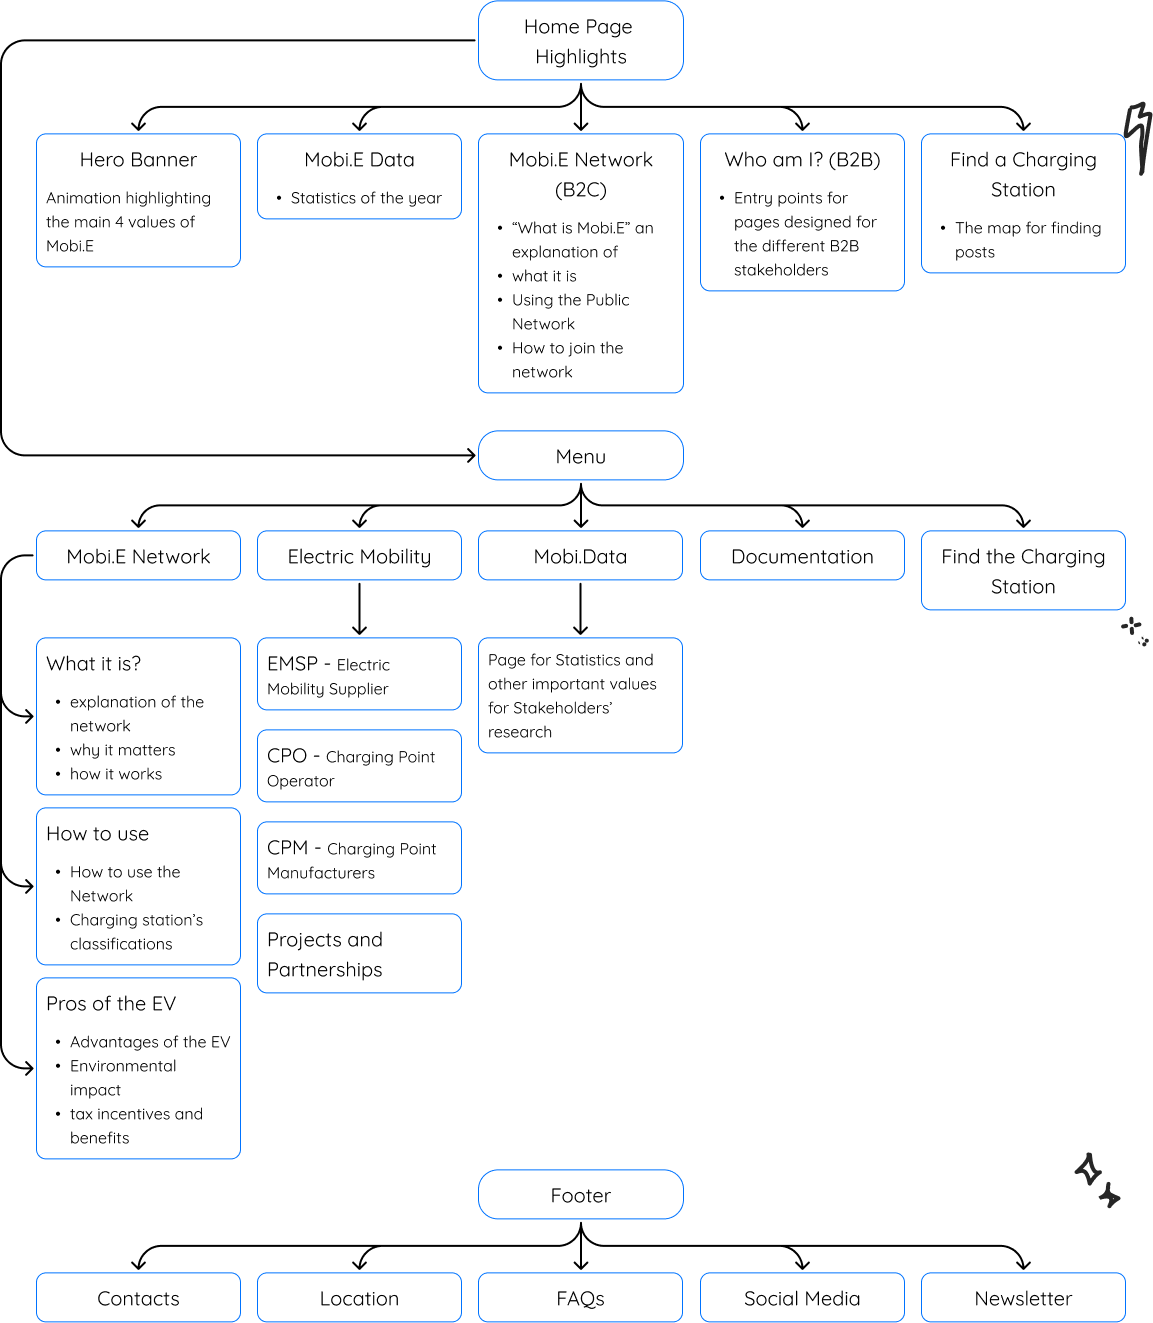 Home Page
Highlights
Hero Banner
Animation highlighting
the main 4 values of
Mobi.E
Mobi.E Data
• Statistics of the year
Mobi.E Network
(B2C)
• “What is Mobi.E” an
explanation of
• what it is
• Using the Public
Network
• How to join the
network
Who am I? (B2B)
• Entry points for
pages designed for
the different B2B
stakeholders
Find a Charging
Station
• The map for finding
posts
Menu
Mobi.E Network
Electric Mobility
Mobi.Data
Documentation
Find the Charging
Station
What it is?
• explanation of the
network
• why it matters
• how it works
How to use
• How to use the
Network
• Charging station’s
classifications
Pros of the EV
• Advantages of the EV
• Environmental
impact
• tax incentives and
benefits
EMSP - Electric
Mobility Supplier
CPO - Charging Point
Operator
CPM - Charging Point
Manufacturers
Projects and
Partnerships
Page for Statistics and
other important values
for Stakeholders’
research
Footer
Contacts
Location
FAQs
Social Media
Newsletter